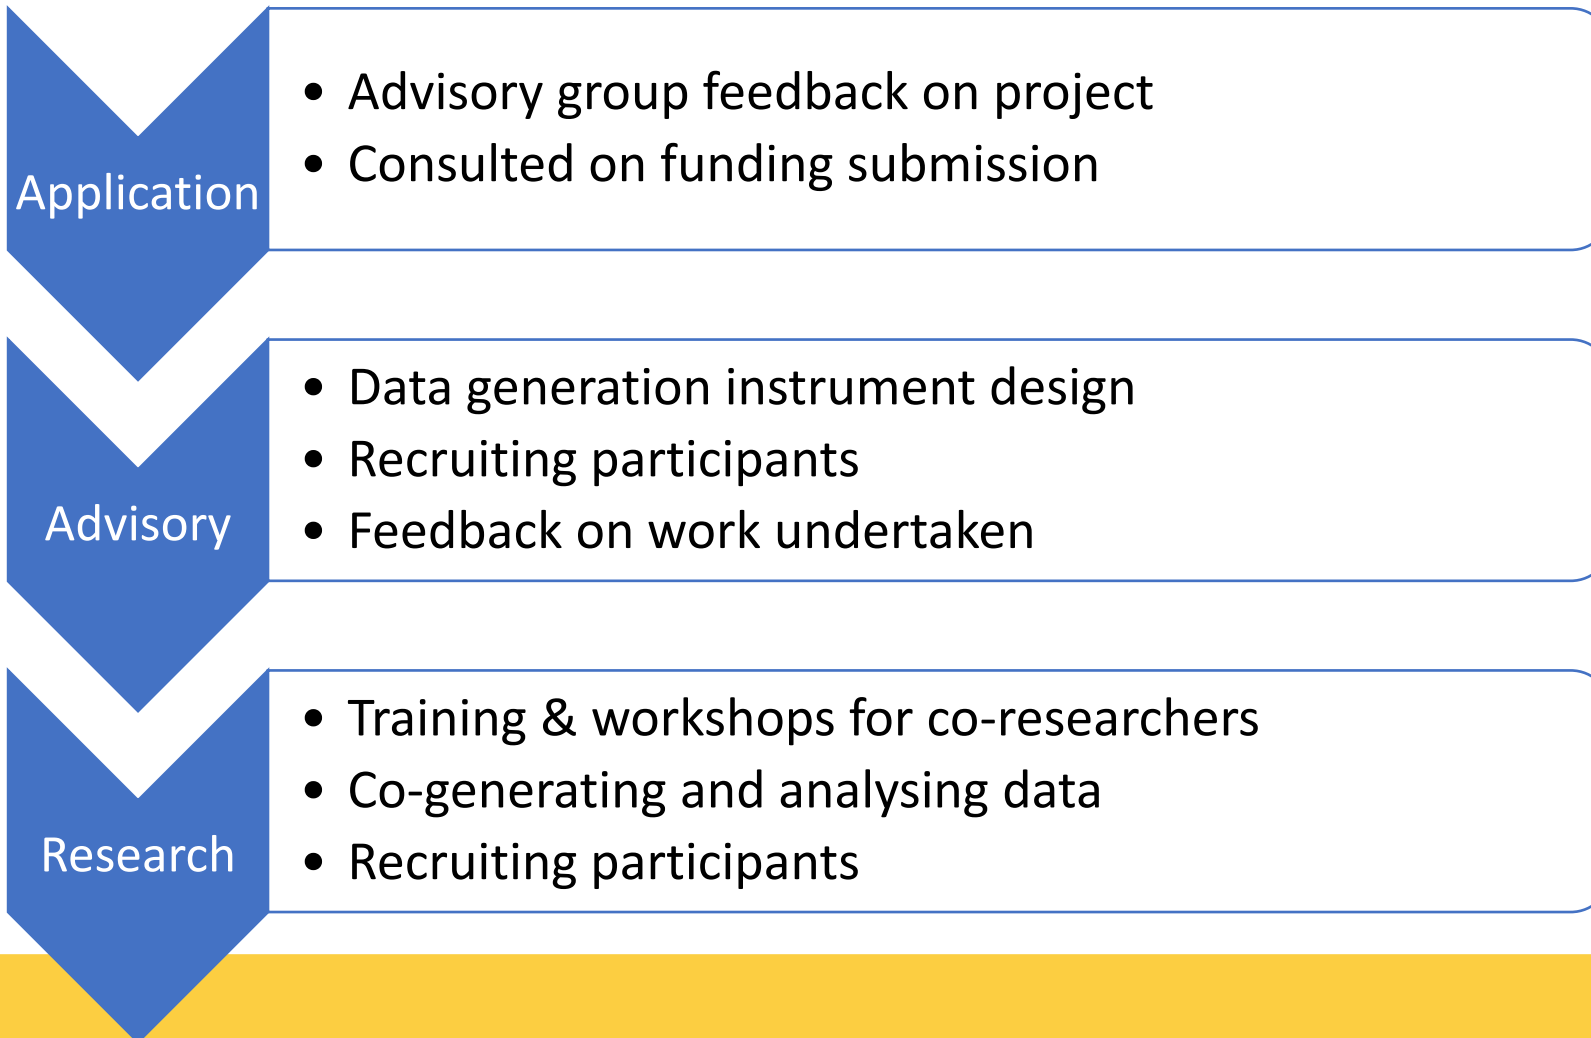 Application
• Advisory group feedback on project
• Consulted on funding submission
Advisory
• Data generation instrument design
• Recruiting participants
• Feedback on work undertaken
Research
• Training & workshops for co-researchers
• Co-generating and analysing data
• Recruiting participants